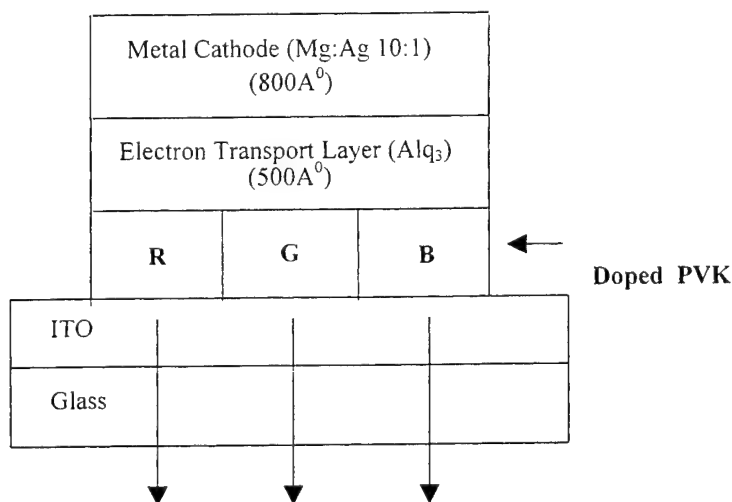 Metal Cathode (Mg:Ag 10:1)
(800A⁰)
Electron Transport Layer (Alq₃)
(500A⁰)
R G B
Doped PVK
ITO
Glass